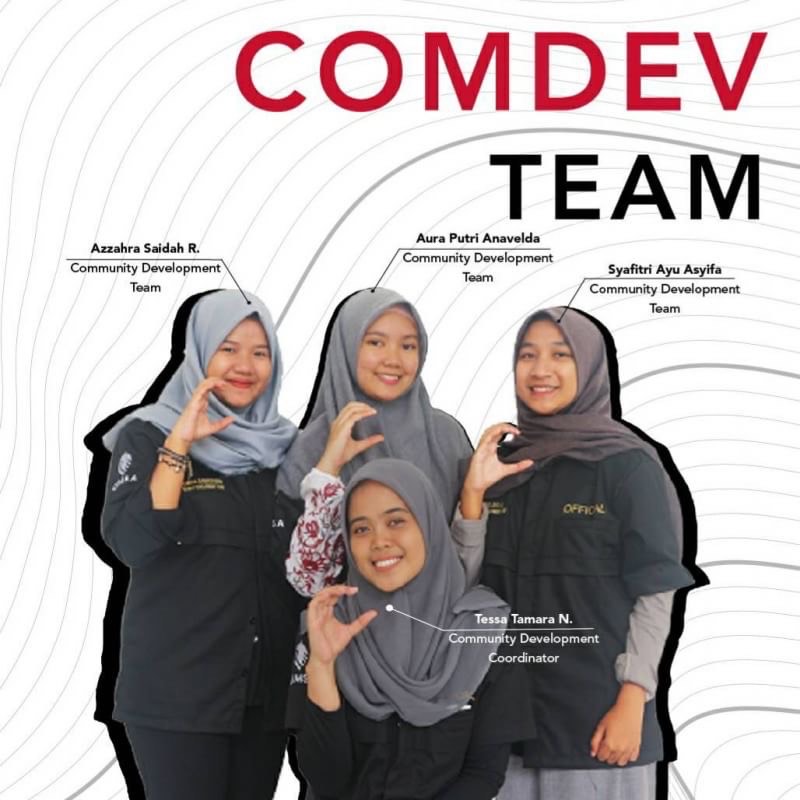 COMDEV
TEAM
Azzahra Saidah R.
Community Development
Team
Aura Putri Anavelda
Community Development
Team
Syafitri Ayu Asyifa
Community Development
Team
OFFICIAL
Tessa Tamara N.
Community Development
Coordinator